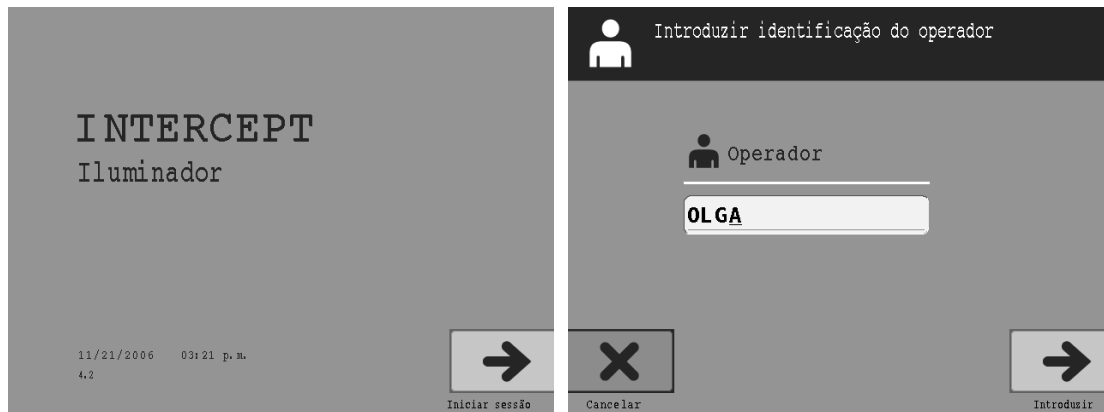 INTERCEPT
Iluminador
11/21/2006 03:21 p.m.
4.2
Iniciar sessão
Introduzir identificação do operador
Operador
OLGA
Cancelar
Introduzir